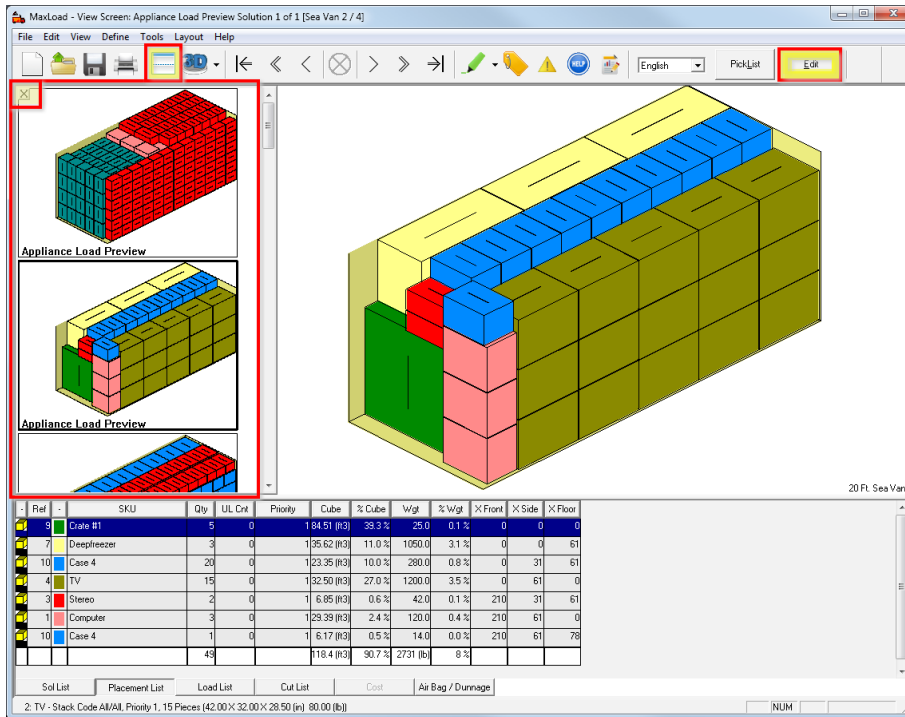 MaxLoad - View Screen: Appliance Load Preview Solution 1 of 1 [Sea Van 2 / 4]
File Edit View Define Tools Layout Help
3D HELP English PickList Edit
Appliance Load Preview
Appliance Load Preview
20 Ft. Sea Van
- Ref - SKU Qty UL Cnt Priority Cube % Cube Wgt % Wgt X Front X Side X Floor
9 Crate #1 5 0 1 84.51 (ft3) 39.3 % 25.0 0.1 % 0 0 0
7 Deepfreezer 3 0 1 35.62 (ft3) 11.0 % 1050.0 3.1 % 0 0 61
10 Case 4 20 0 1 23.35 (ft3) 10.0 % 280.0 0.8 % 0 31 61
4 TV 15 0 1 32.50 (ft3) 27.0 % 1200.0 3.5 % 0 61 0
3 Stereo 2 0 1 6.85 (ft3) 0.6 % 42.0 0.1 % 210 31 61
1 Computer 3 0 1 29.39 (ft3) 2.4 % 120.0 0.4 % 210 61 0
10 Case 4 1 0 1 6.17 (ft3) 0.5 % 14.0 0.0 % 210 61 78
49 118.4 (ft3) 90.7 % 2731 (lb) 8 %
Sol List Placement List Load List Cut List Cost Air Bag / Dunnage
2: TV - Stack Code All/All, Priority 1, 15 Pieces (42.00 X 32.00 X 28.50 (in) 80.00 (lb)) NUM